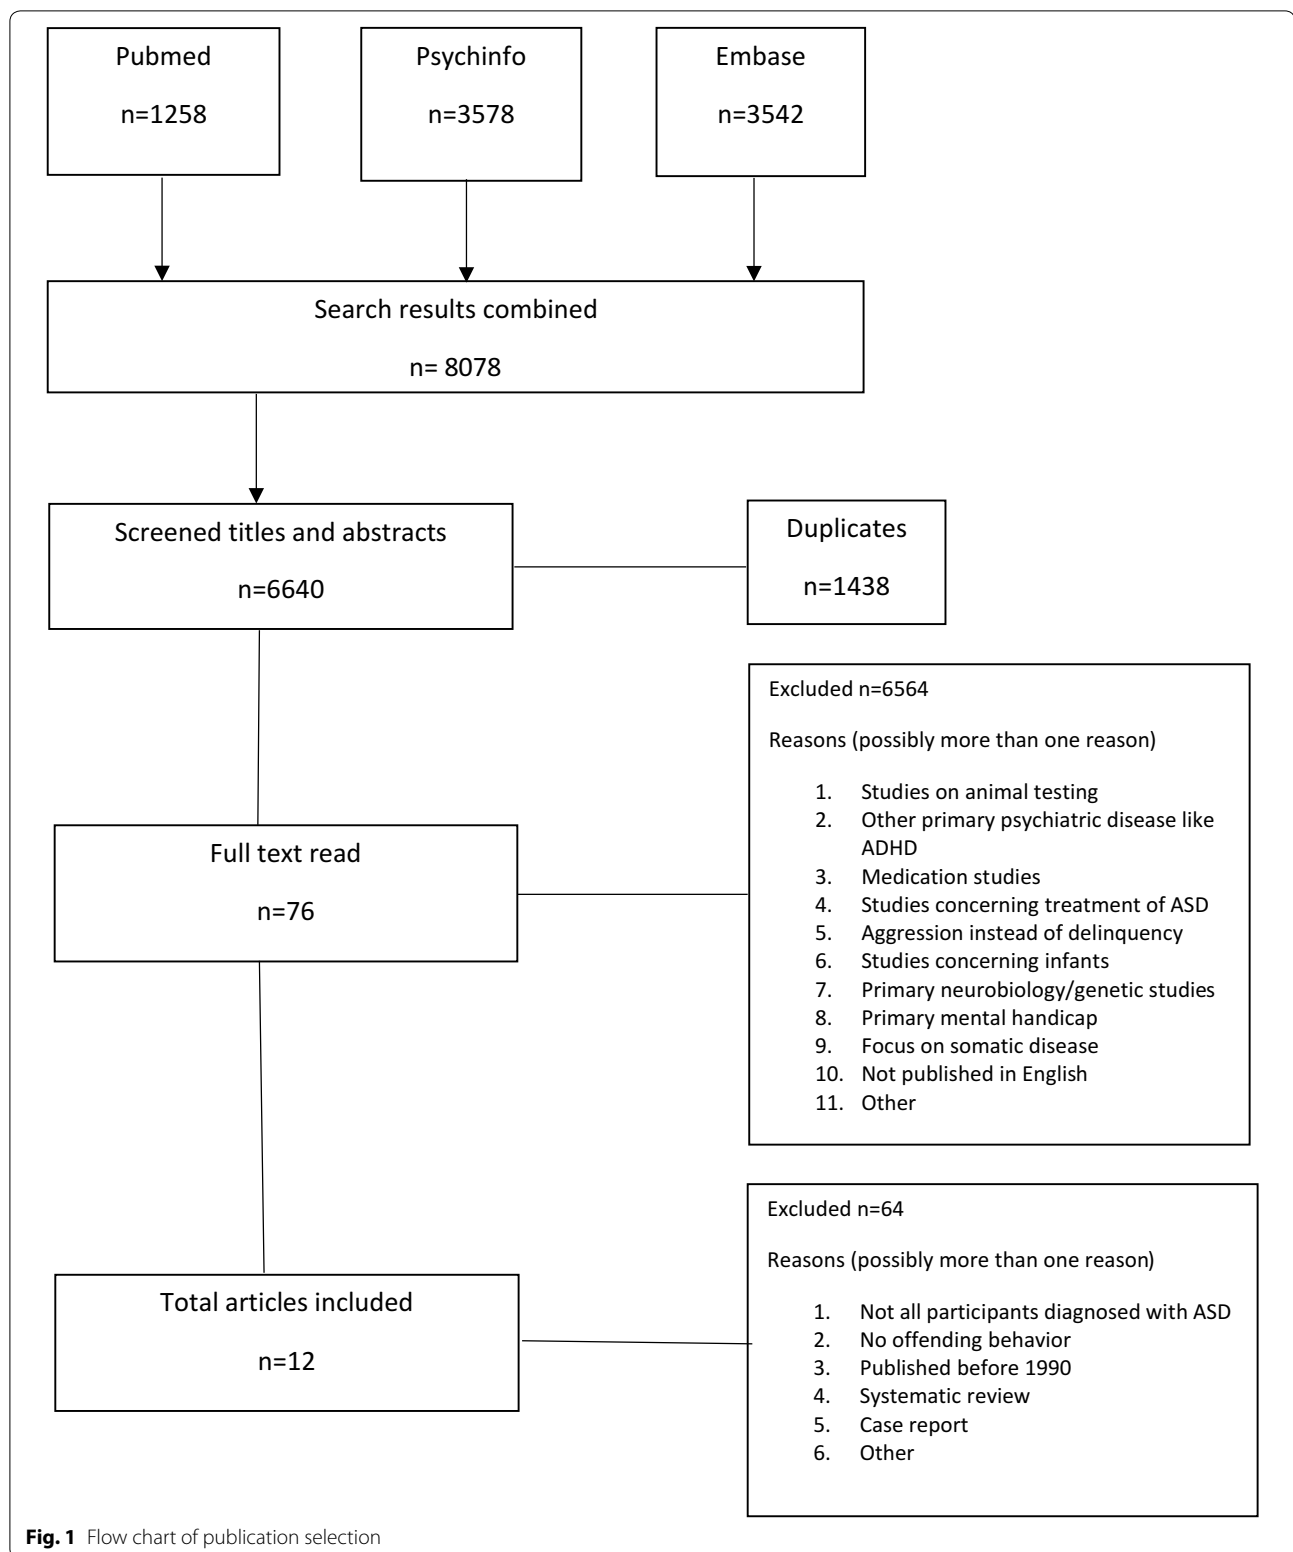 Pubmed
n=1258
Psychinfo
n=3578
Embase
n=3542
Search results combined
n= 8078
Screened titles and abstracts
n=6640
Duplicates
n=1438
Excluded n=6564
Reasons (possibly more than one reason)
1. Studies on animal testing
2. Other primary psychiatric disease like
ADHD
3. Medication studies
4. Studies concerning treatment of ASD
5. Aggression instead of delinquency
6. Studies concerning infants
7. Primary neurobiology/genetic studies
8. Primary mental handicap
9. Focus on somatic disease
10. Not published in English
11. Other
Full text read
n=76
Excluded n=64
Reasons (possibly more than one reason)
1. Not all participants diagnosed with ASD
2. No offending behavior
3. Published before 1990
4. Systematic review
5. Case report
6. Other
Total articles included
n=12
Fig. 1 Flow chart of publication selection